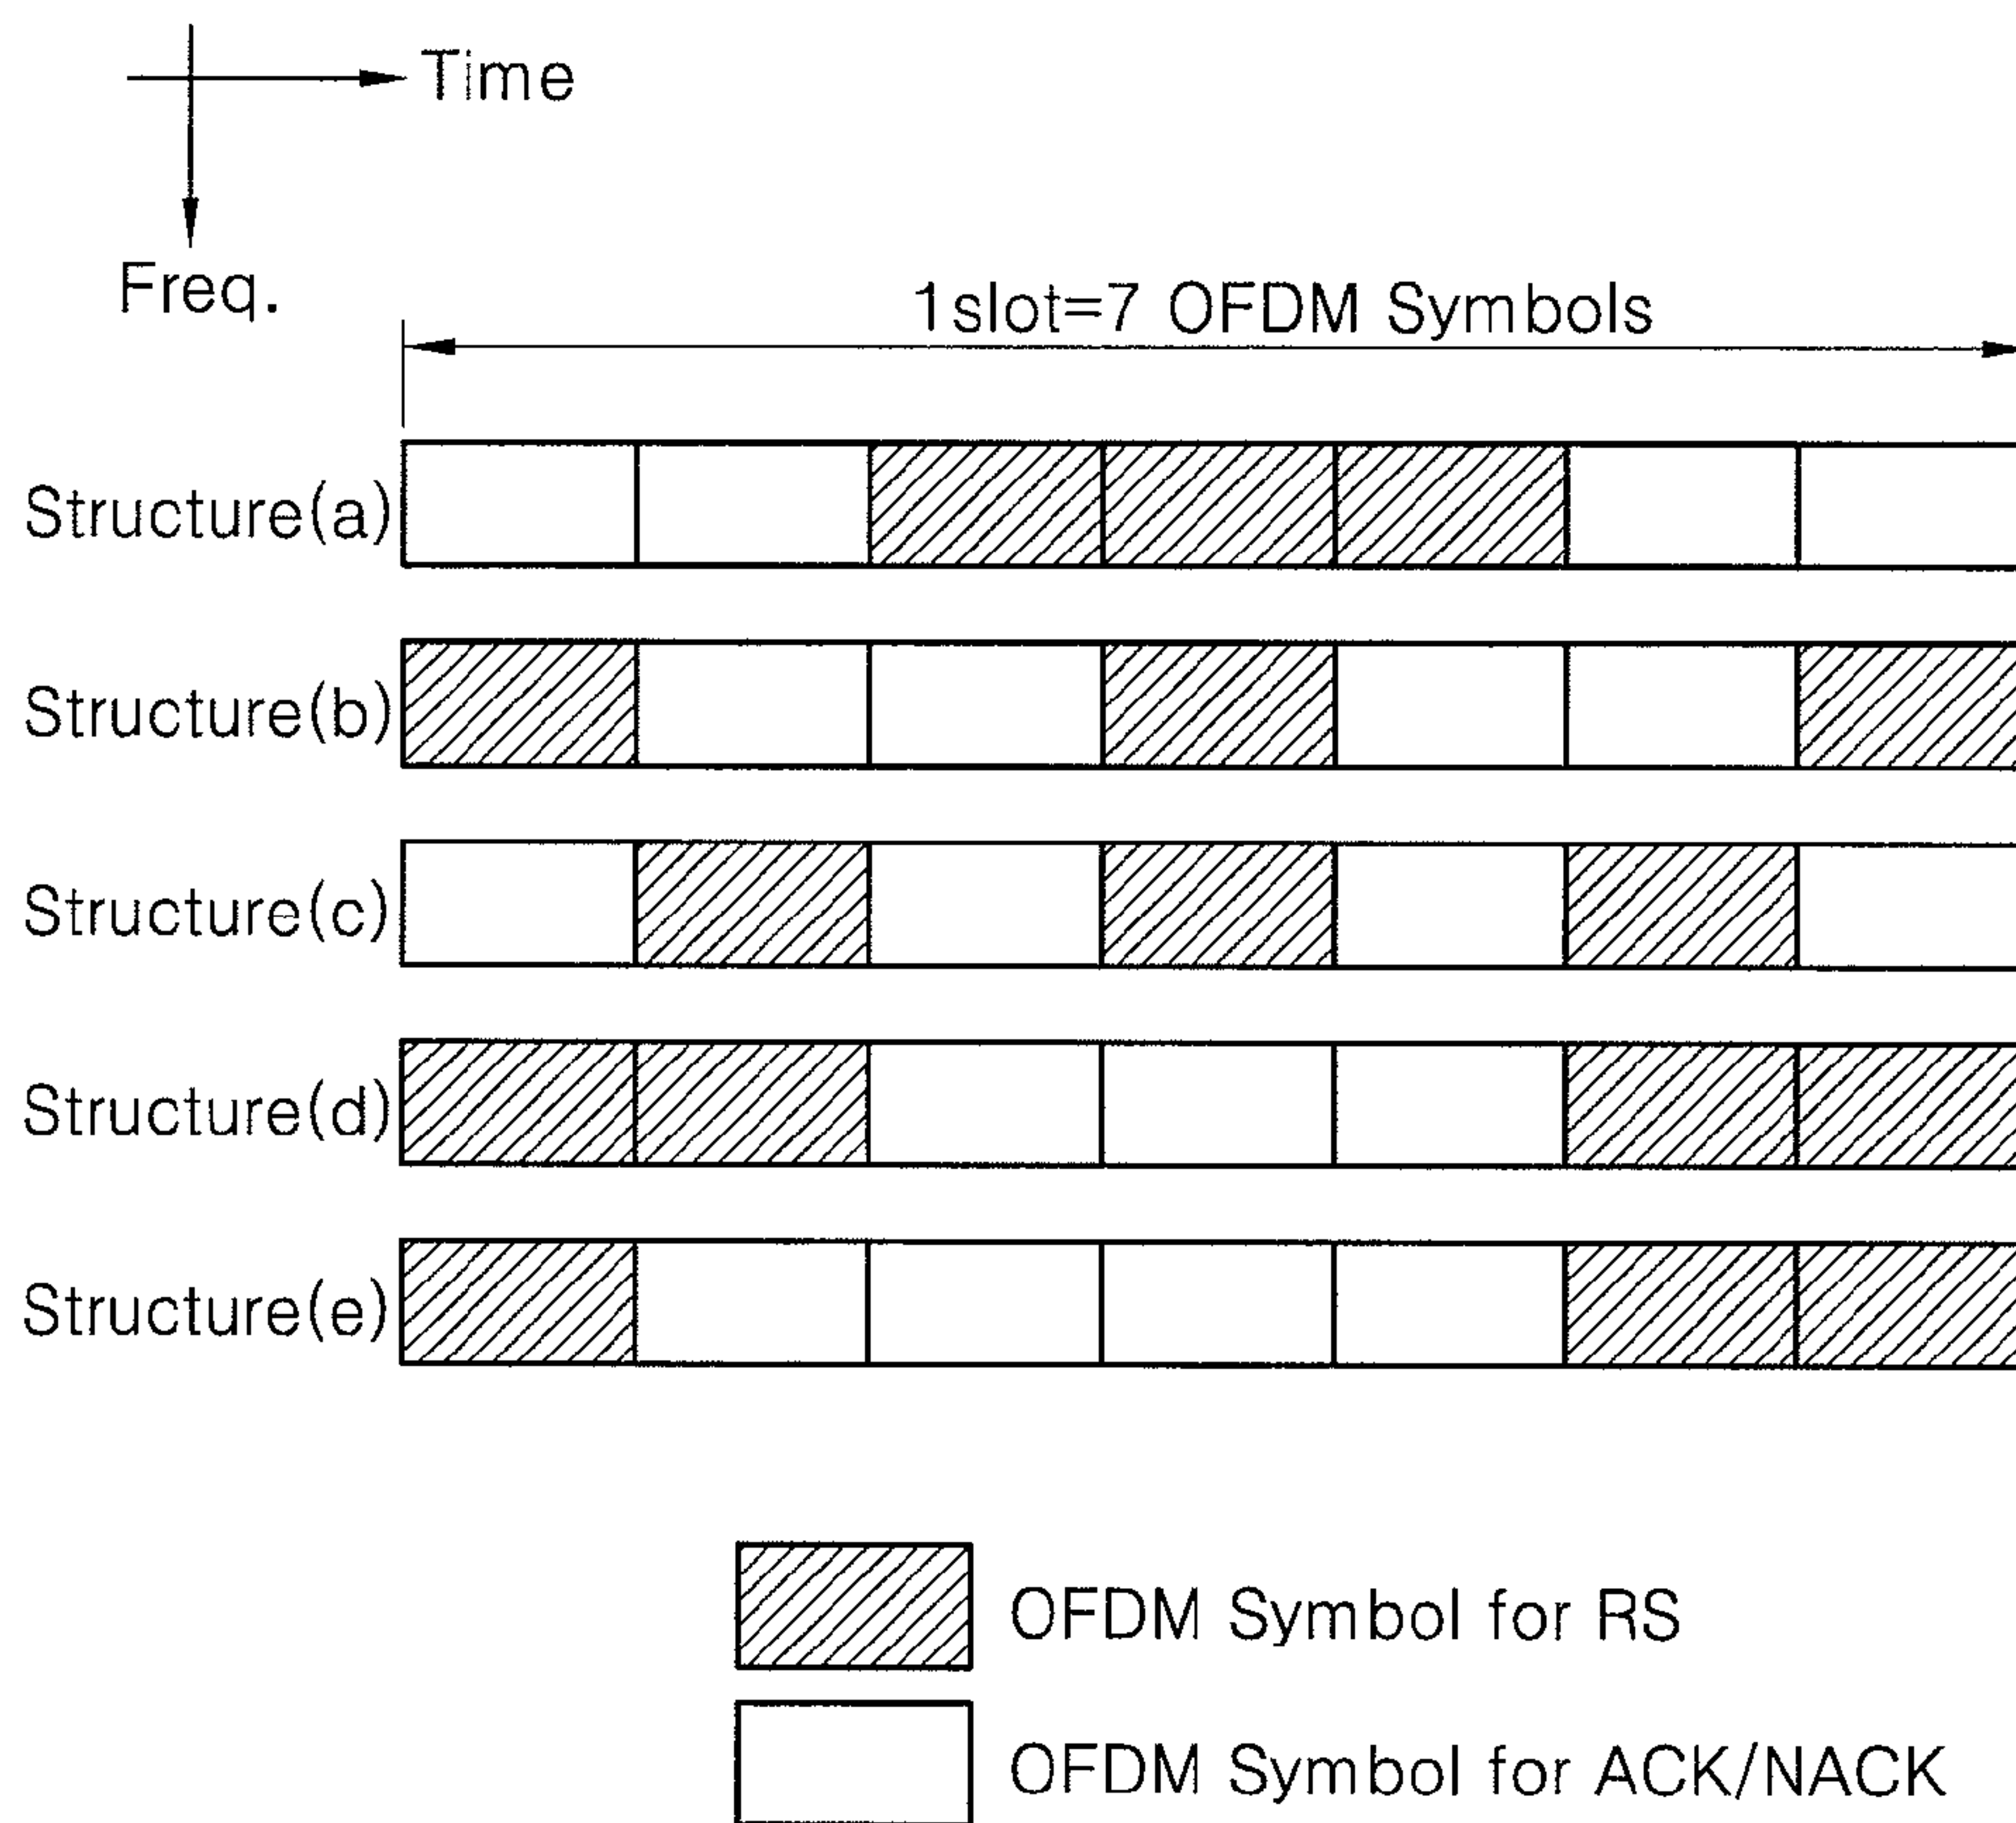 Time
Freq.
1slot=7 OFDM Symbols
Structure(a)
Structure(b)
Structure(c)
Structure(d)
Structure(e)
OFDM Symbol for RS
OFDM Symbol for ACK/NACK